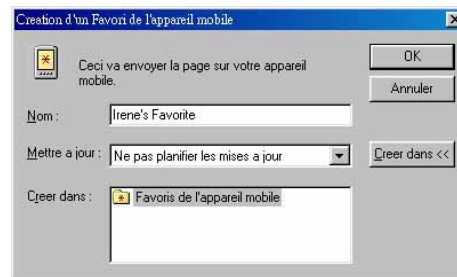 Creation d'un Favori de l'appareil mobile
Ceci va envoyer la page sur votre appareil
mobile.
OK
Annuler
Nom :
Irene's Favorite
Mettre a jour :
Ne pas planifier les mises a jour
Creer dans <<
Creer dans :
Favoris de l'appareil mobile